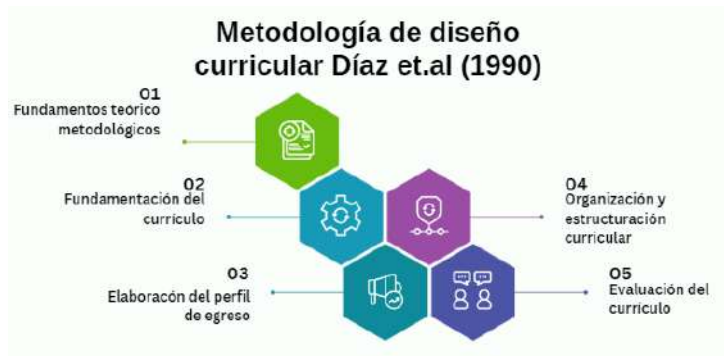 Metodología de diseño
curricular Díaz et.al (1990)
01
Fundamentos teórico
metodológicos
02
Fundamentación del
currículo
03
Elaboracón del perfil
de egreso
04
Organización y
estructuración
curricular
05
Evaluación del
currículo